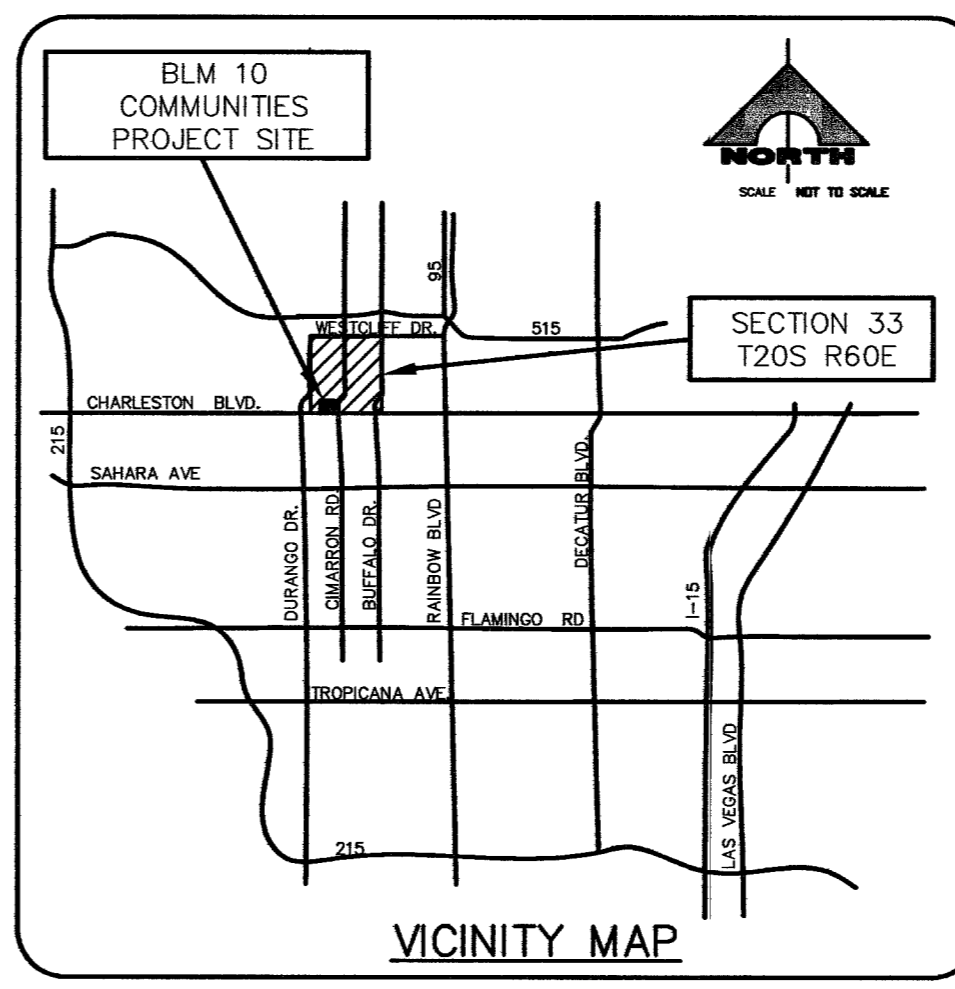 BLM 10
COMMUNITIES
PROJECT SITE
NORTH
SCALE NOT TO SCALE
95
WESTCLIFF DR.
515
SECTION 33
T20S R60E
CHARLESTON BLVD.
215
SAHARA AVE
DURANGO DR.
CIMARRON RD.
BUFFALO DR.
RAINBOW BLVD
DECATUR BLVD.
I-15
FLAMINGO RD
TROPICANA AVE.
LAS VEGAS BLVD
215
VICINITY MAP